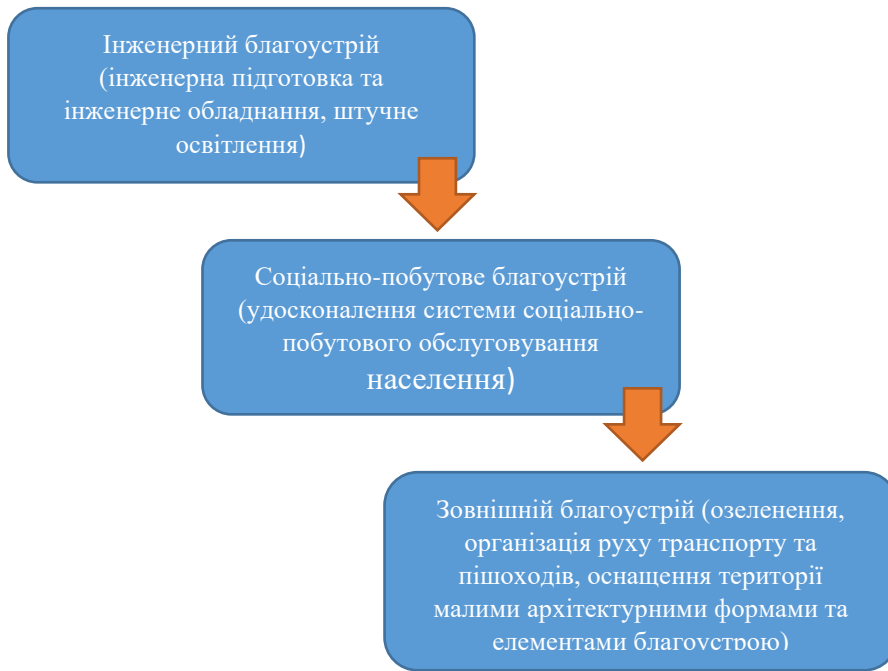 Інженерний благоустрій
(інженерна підготовка та
інженерне обладнання, штучне
освітлення)
Соціально-побутове благоустрій
(удосконалення системи соціально-
побутового обслуговування
населення)
Зовнішній благоустрій (озеленення,
організація руху транспорту та
пішоходів, оснащення території
малими архітектурними формами та
елементами благоустрою)